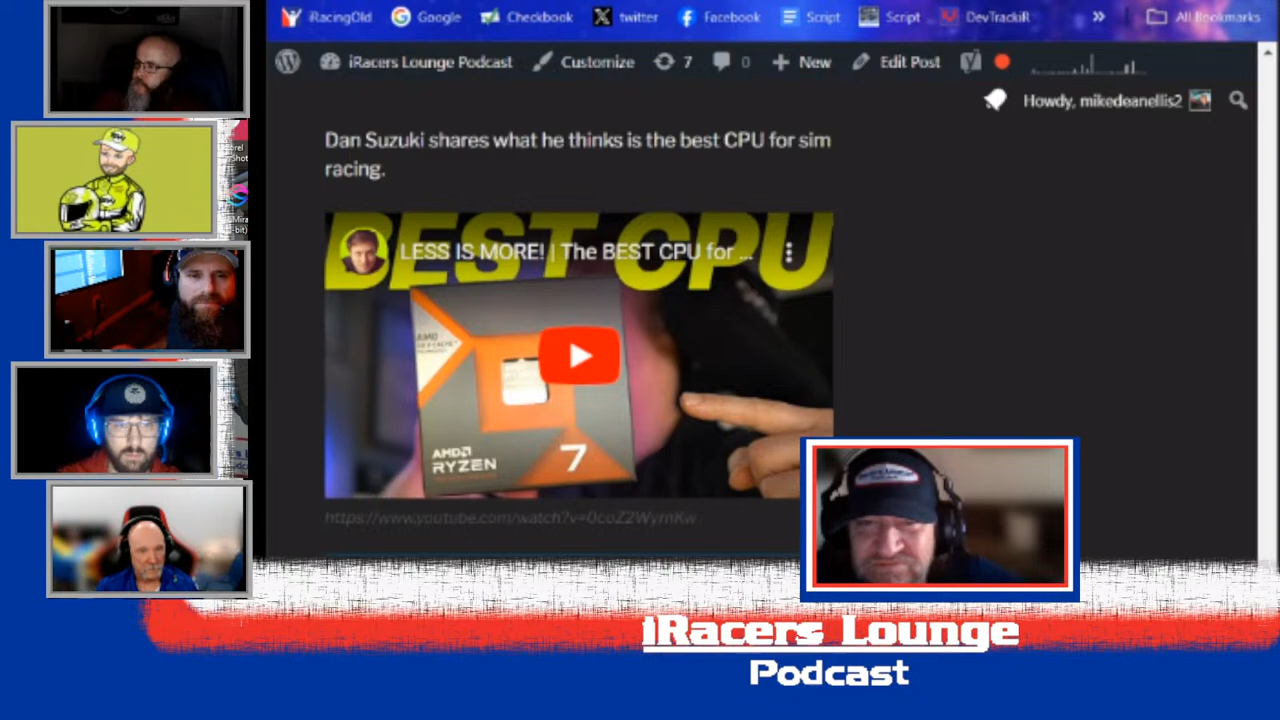 iRacingOld Google Checkbook twitter Facebook Script Script DevTrackiR » All Bookmarks
iRacers Lounge Podcast Customize 7 0 New Edit Post
Howdy, mikedeanellis2
Dan Suzuki shares what he thinks is the best CPU for sim
racing.
BEST CPU
LESS IS MORE! | The BEST CPU for ...
AMD
AMD
RYZEN
7
iRacers Lounge
Podcast